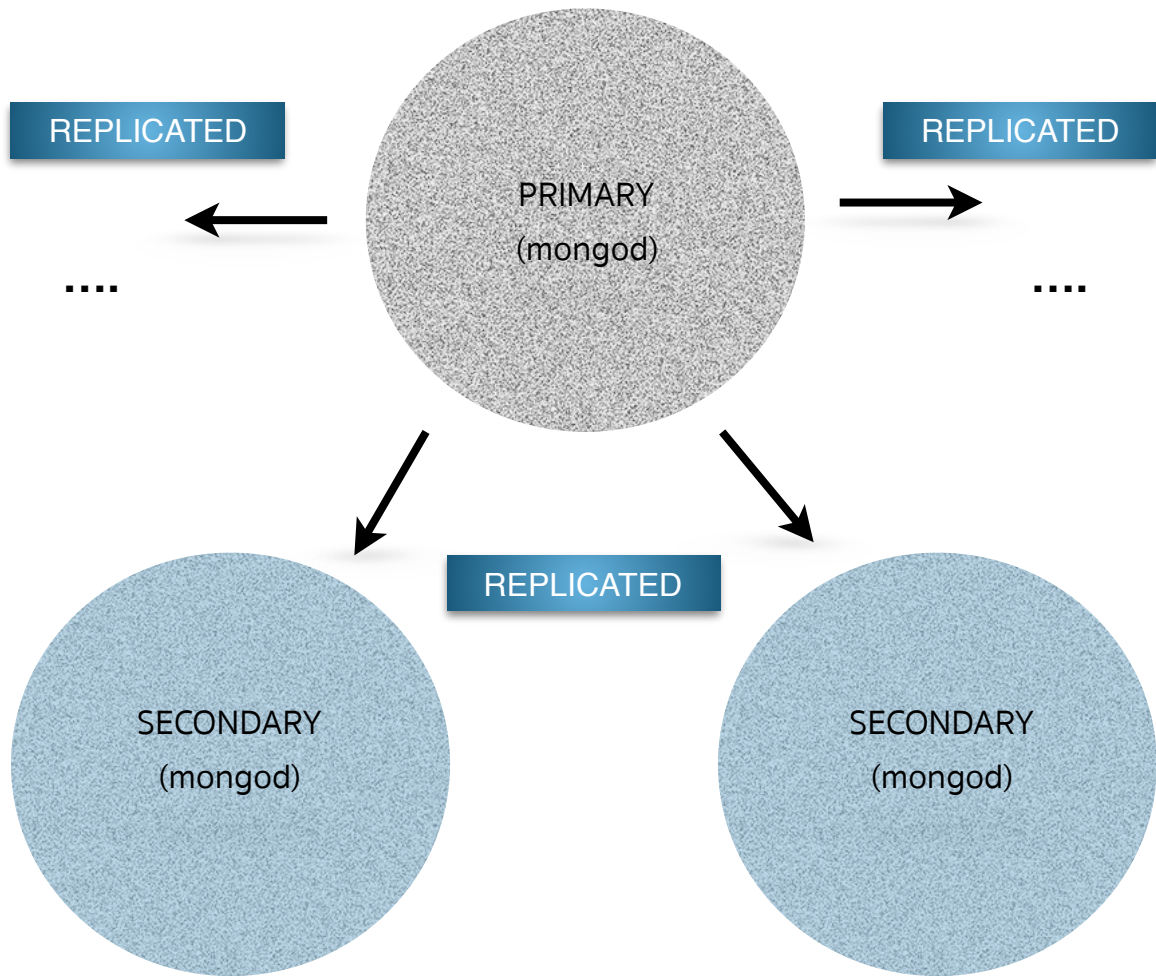 REPLICATED
REPLICATED
PRIMARY
(mongod)
....
....
REPLICATED
SECONDARY
(mongod)
SECONDARY
(mongod)